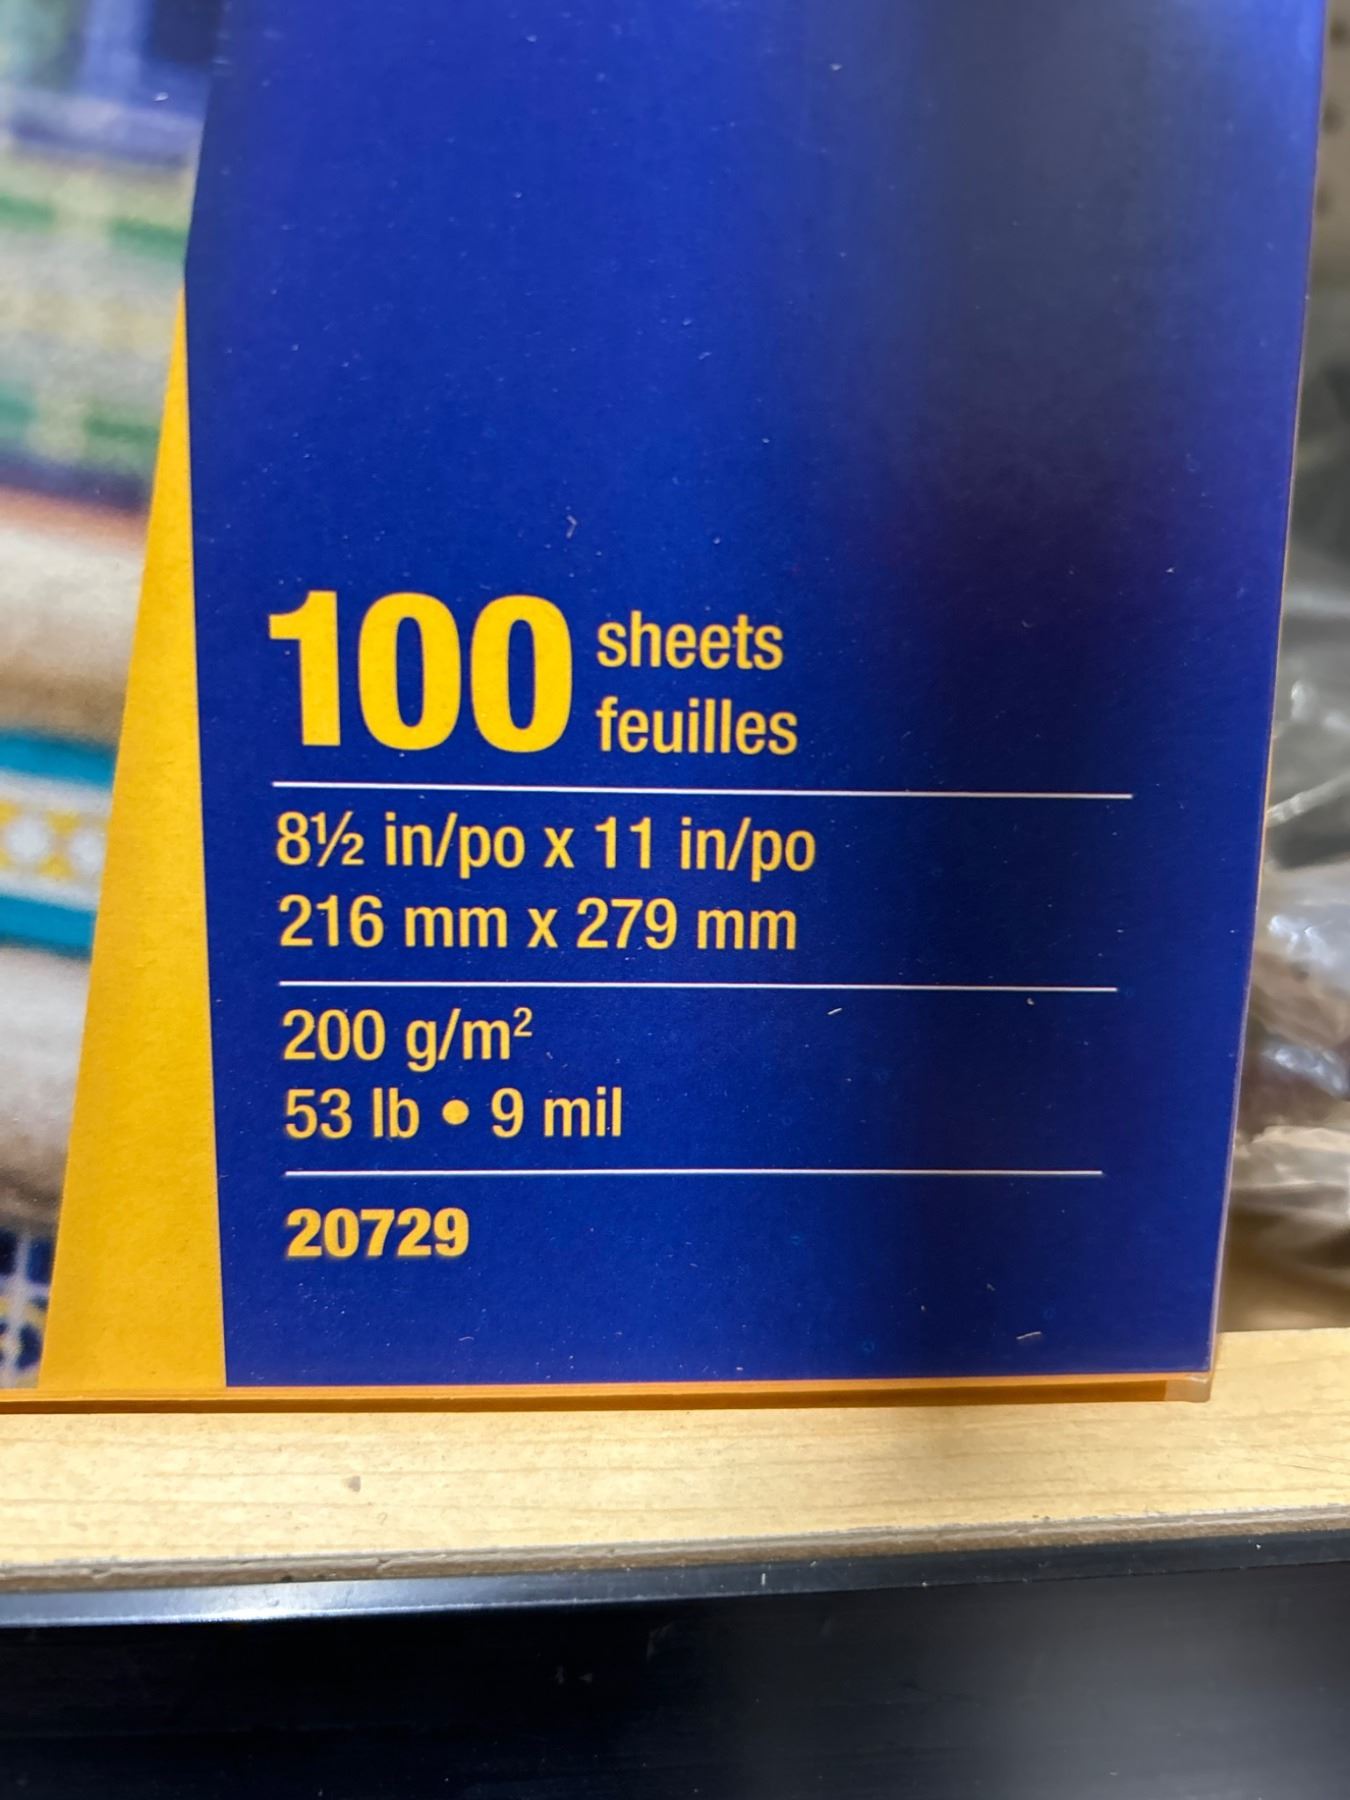 100 sheets
feuilles
8½ in/po x 11 in/po
216 mm x 279 mm
200 g/m²
53 lb • 9 mil
20729